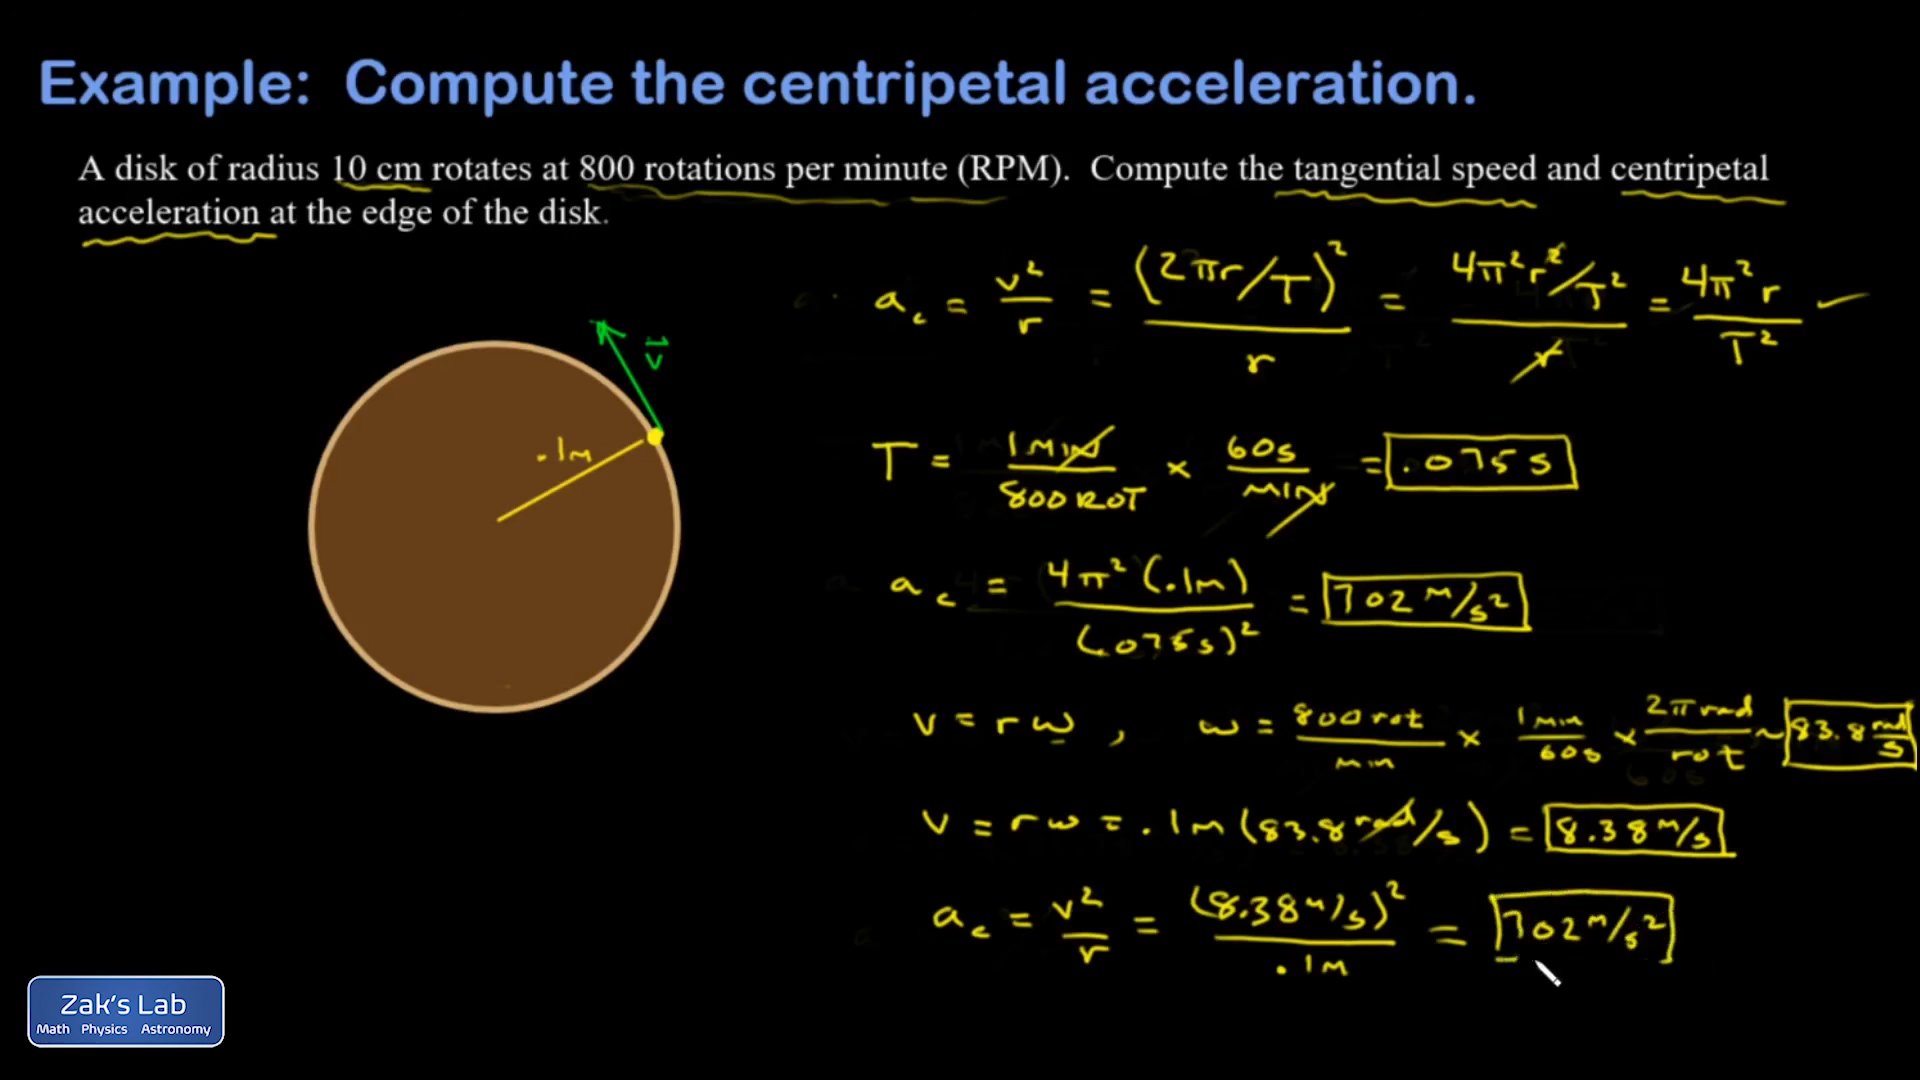 Example: Compute the centripetal acceleration.
A disk of radius 10 cm rotates at 800 rotations per minute (RPM). Compute the tangential speed and centripetal
acceleration at the edge of the disk.
a_c = v²/r = (2πr/T)²/r = 4π²r²/T²/r = 4π²r/T² ✓
v⃗
.1m
T = 1 MIN/800 ROT × 60s/MIN = .075 s
a_c = 4π²(.1m)/(.075s)² = 702 m/s²
v = rω, ω = 800 rot/min × 1 min/60s × 2π rad/rot ~ 83.8 rad/s
v = rω = .1m (83.8 rad/s) = 8.38 m/s
a_c = v²/r = (8.38 m/s)²/.1m = 702 m/s²
Zak's Lab
Math Physics Astronomy